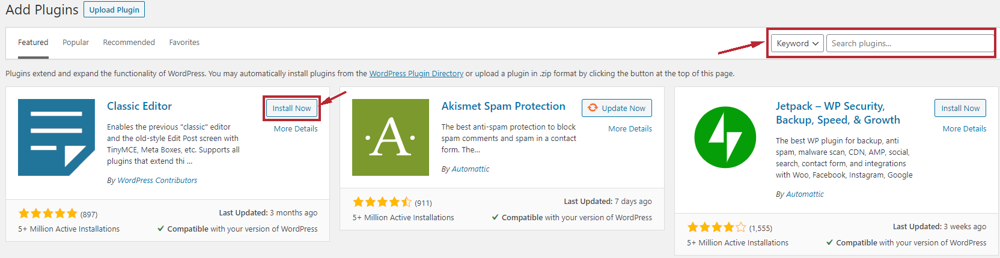 Add Plugins
Upload Plugin
Featured
Popular
Recommended
Favorites
Keyword
Search plugins...
Plugins extend and expand the functionality of WordPress. You may automatically install plugins from the WordPress Plugin Directory or upload a plugin in .zip format by clicking the button at the top of this page.
Classic Editor
Install Now
More Details
Enables the previous "classic" editor
and the old-style Edit Post screen with
TinyMCE, Meta Boxes, etc. Supports all
plugins that extend thi ...
By WordPress Contributors
(897)
Last Updated: 3 months ago
5+ Million Active Installations
Compatible with your version of WordPress
·A·
Akismet Spam Protection
Update Now
More Details
The best anti-spam protection to block
spam comments and spam in a contact
form. The...
By Automattic
(911)
Last Updated: 7 days ago
5+ Million Active Installations
Compatible with your version of WordPress
Jetpack – WP Security,
Backup, Speed, & Growth
Install Now
More Details
The best WP plugin for backup, anti
spam, malware scan, CDN, AMP, social,
search, contact form, and integrations
with Woo, Facebook, Instagram, Google
By Automattic
(1,555)
Last Updated: 3 weeks ago
5+ Million Active Installations
Compatible with your version of WordPress